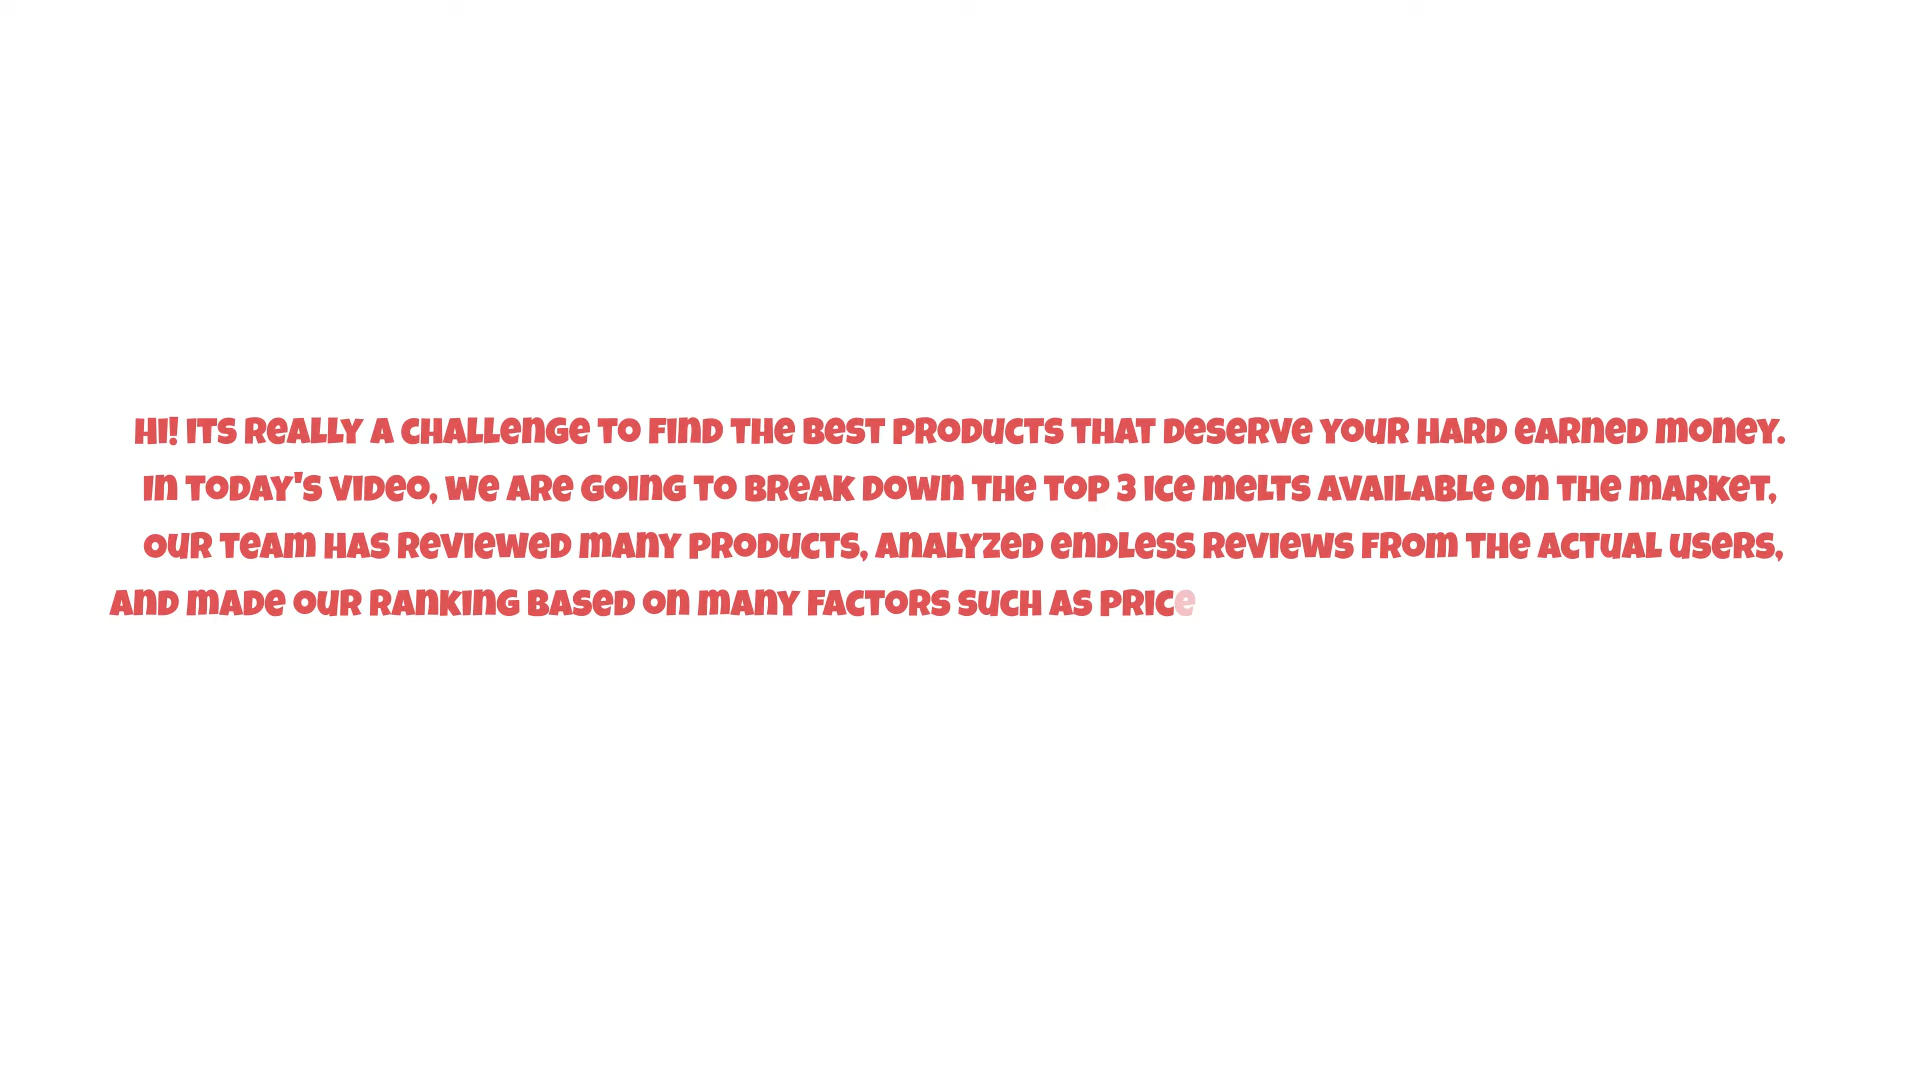 Hi! Its really a challenge to find the best products that deserve your hard earned money.
In today's video, we are going to break down the top 3 ice melts available on the market,
our team has reviewed many products, analyzed endless reviews from the actual users,
and made our ranking based on many factors such as price